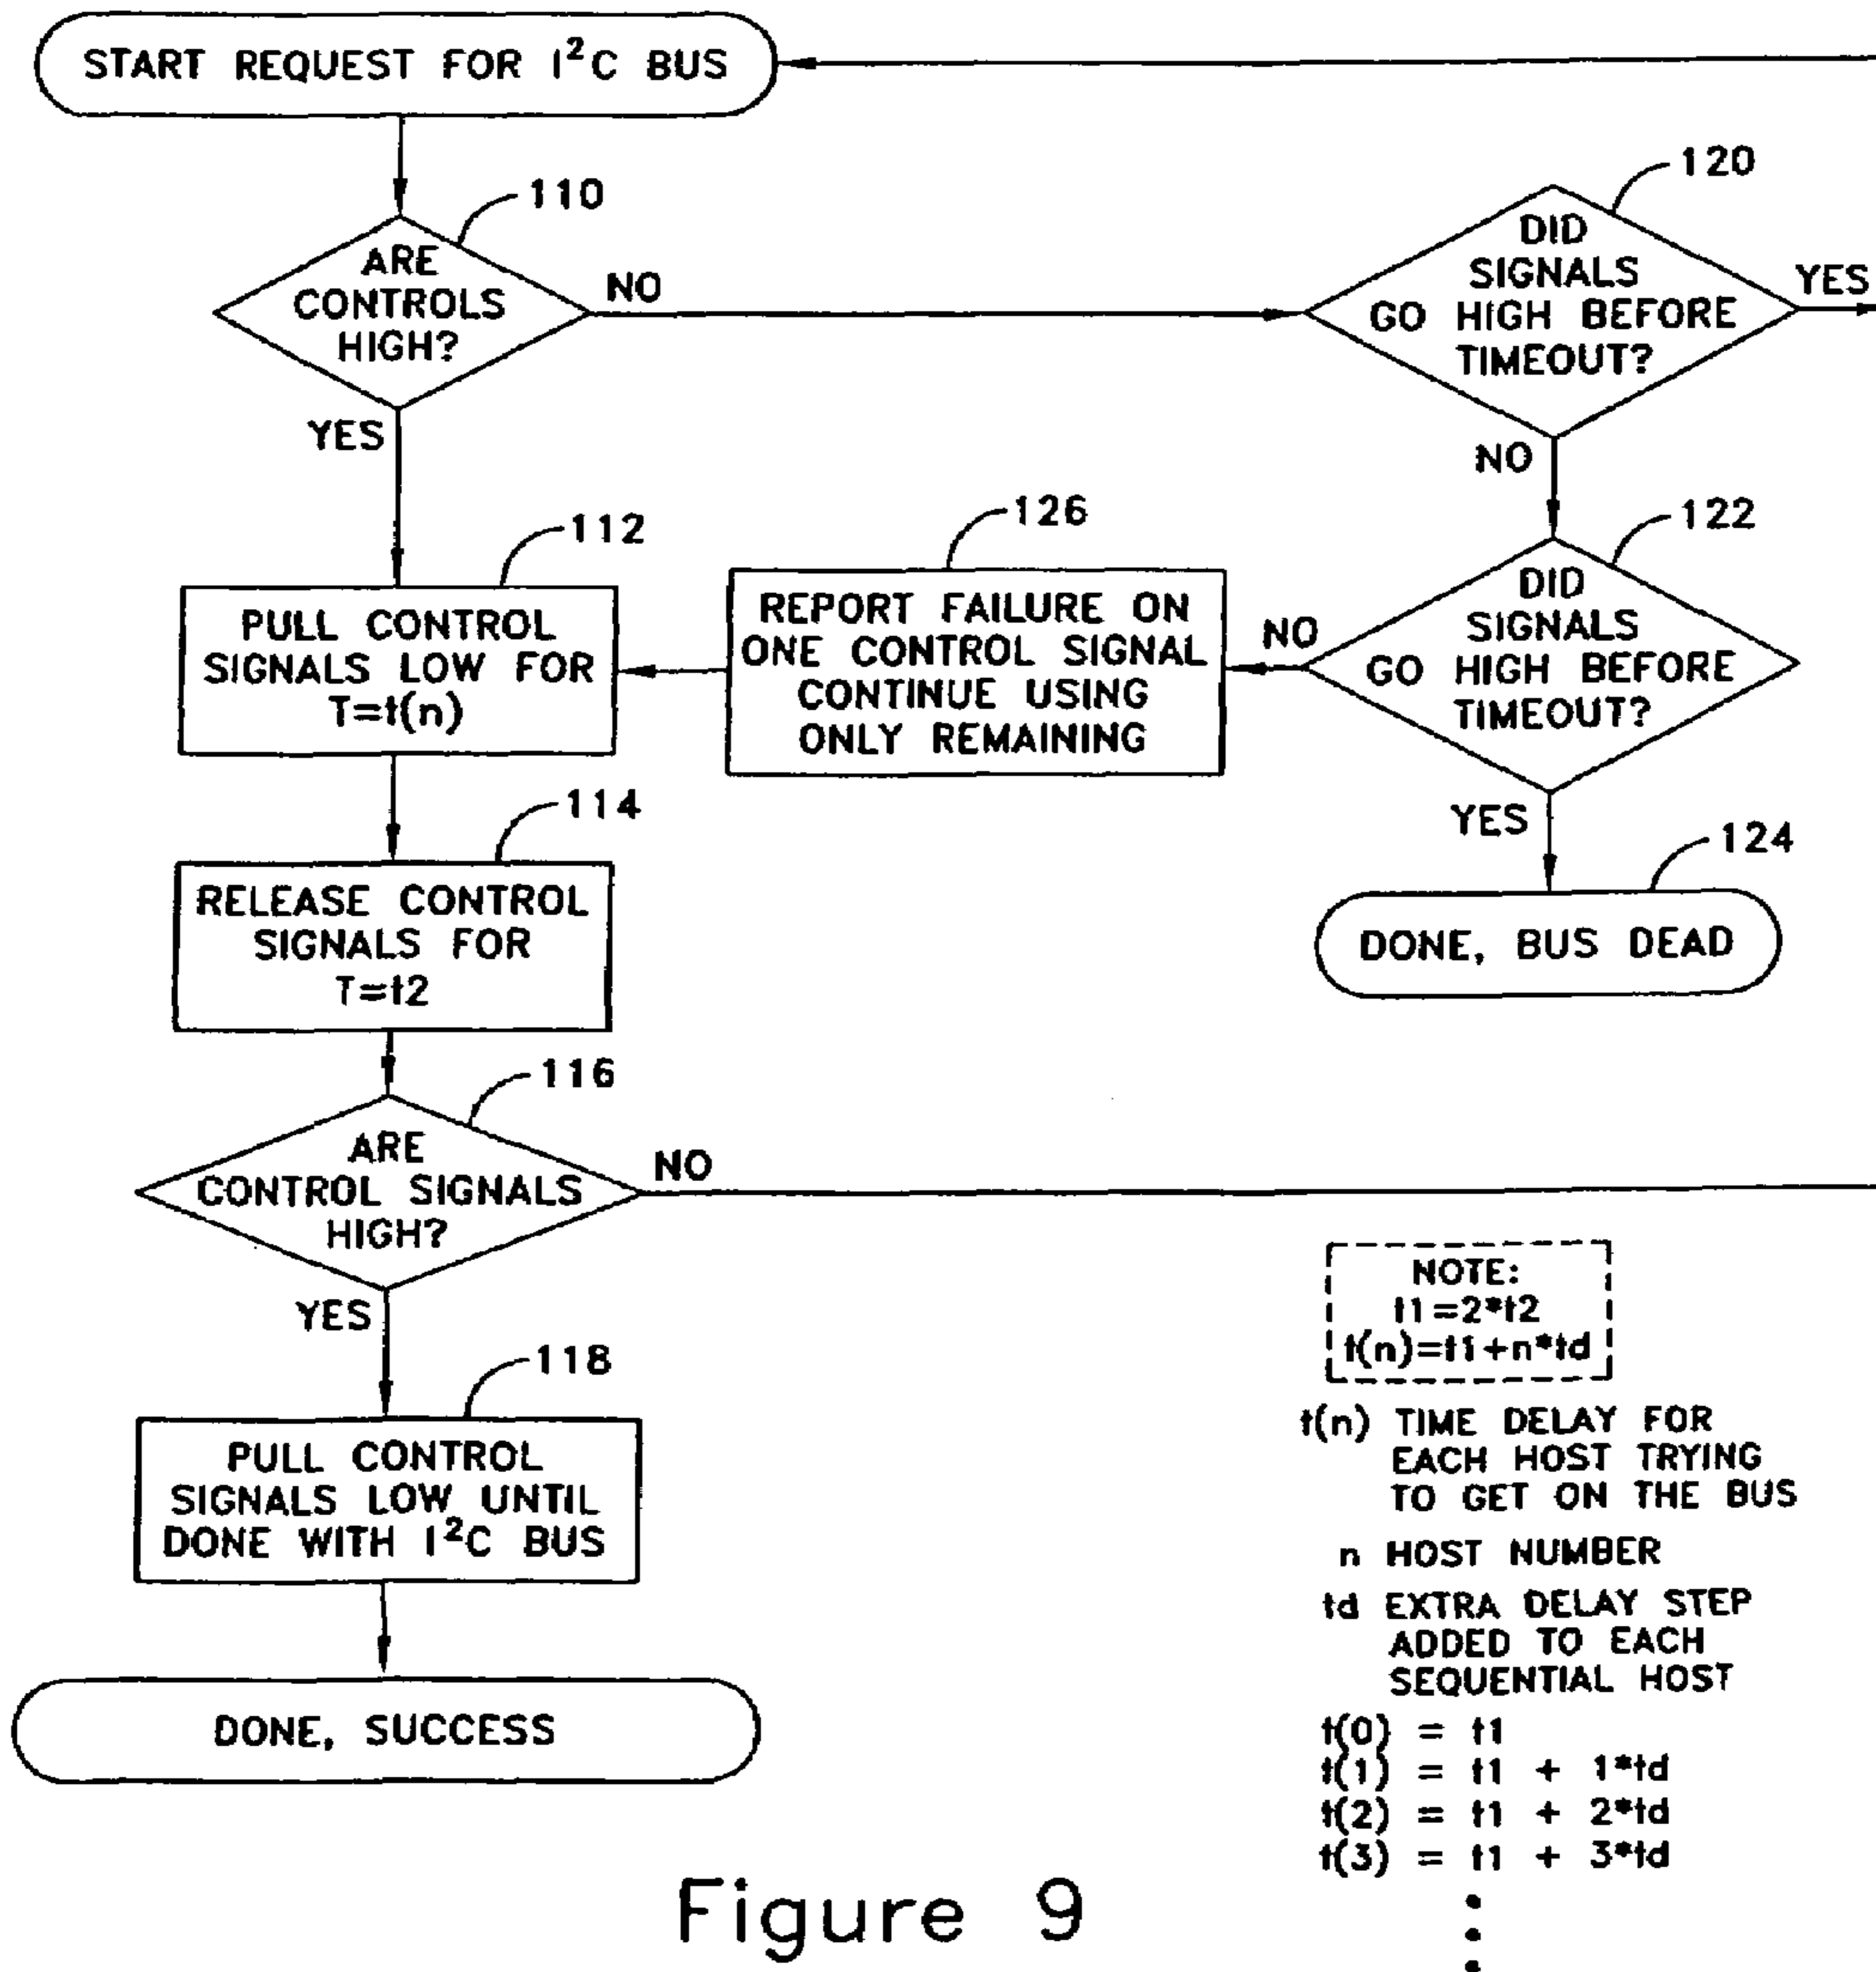 START REQUEST FOR I²C BUS
110
ARE
CONTROLS
HIGH?
NO
YES
120
DID
SIGNALS
GO HIGH BEFORE
TIMEOUT?
YES
NO
112
PULL CONTROL
SIGNALS LOW FOR
T=t(n)
126
REPORT FAILURE ON
ONE CONTROL SIGNAL
CONTINUE USING
ONLY REMAINING
122
DID
SIGNALS
GO HIGH BEFORE
TIMEOUT?
NO
YES
114
RELEASE CONTROL
SIGNALS FOR
T=t2
124
DONE, BUS DEAD
116
ARE
CONTROL SIGNALS
HIGH?
NO
YES
118
PULL CONTROL
SIGNALS LOW UNTIL
DONE WITH I²C BUS
DONE, SUCCESS
NOTE:
t1=2*t2
t(n)=t1+n*td
t(n) TIME DELAY FOR
EACH HOST TRYING
TO GET ON THE BUS
n HOST NUMBER
td EXTRA DELAY STEP
ADDED TO EACH
SEQUENTIAL HOST
t(0) = t1
t(1) = t1 + 1*td
t(2) = t1 + 2*td
t(3) = t1 + 3*td
Figure 9